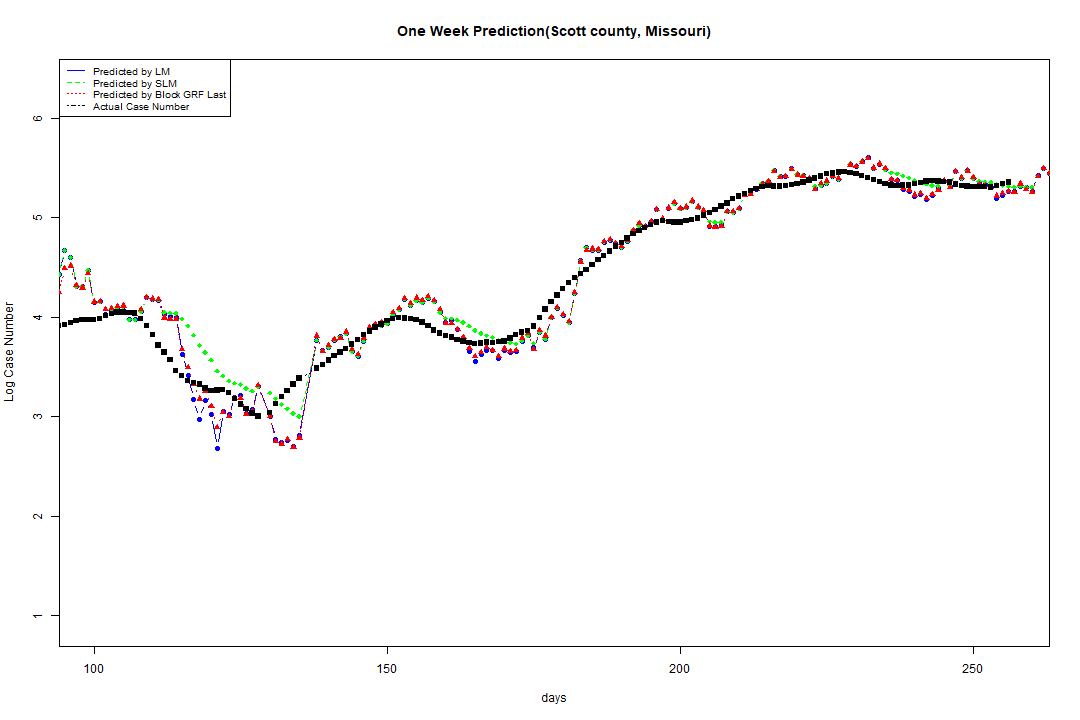 One Week Prediction(Scott county, Missouri)
Predicted by LM
Predicted by SLM
Predicted by Block GRF Last
Actual Case Number
Log Case Number
6
5
4
3
2
1
100 150 200 250
days